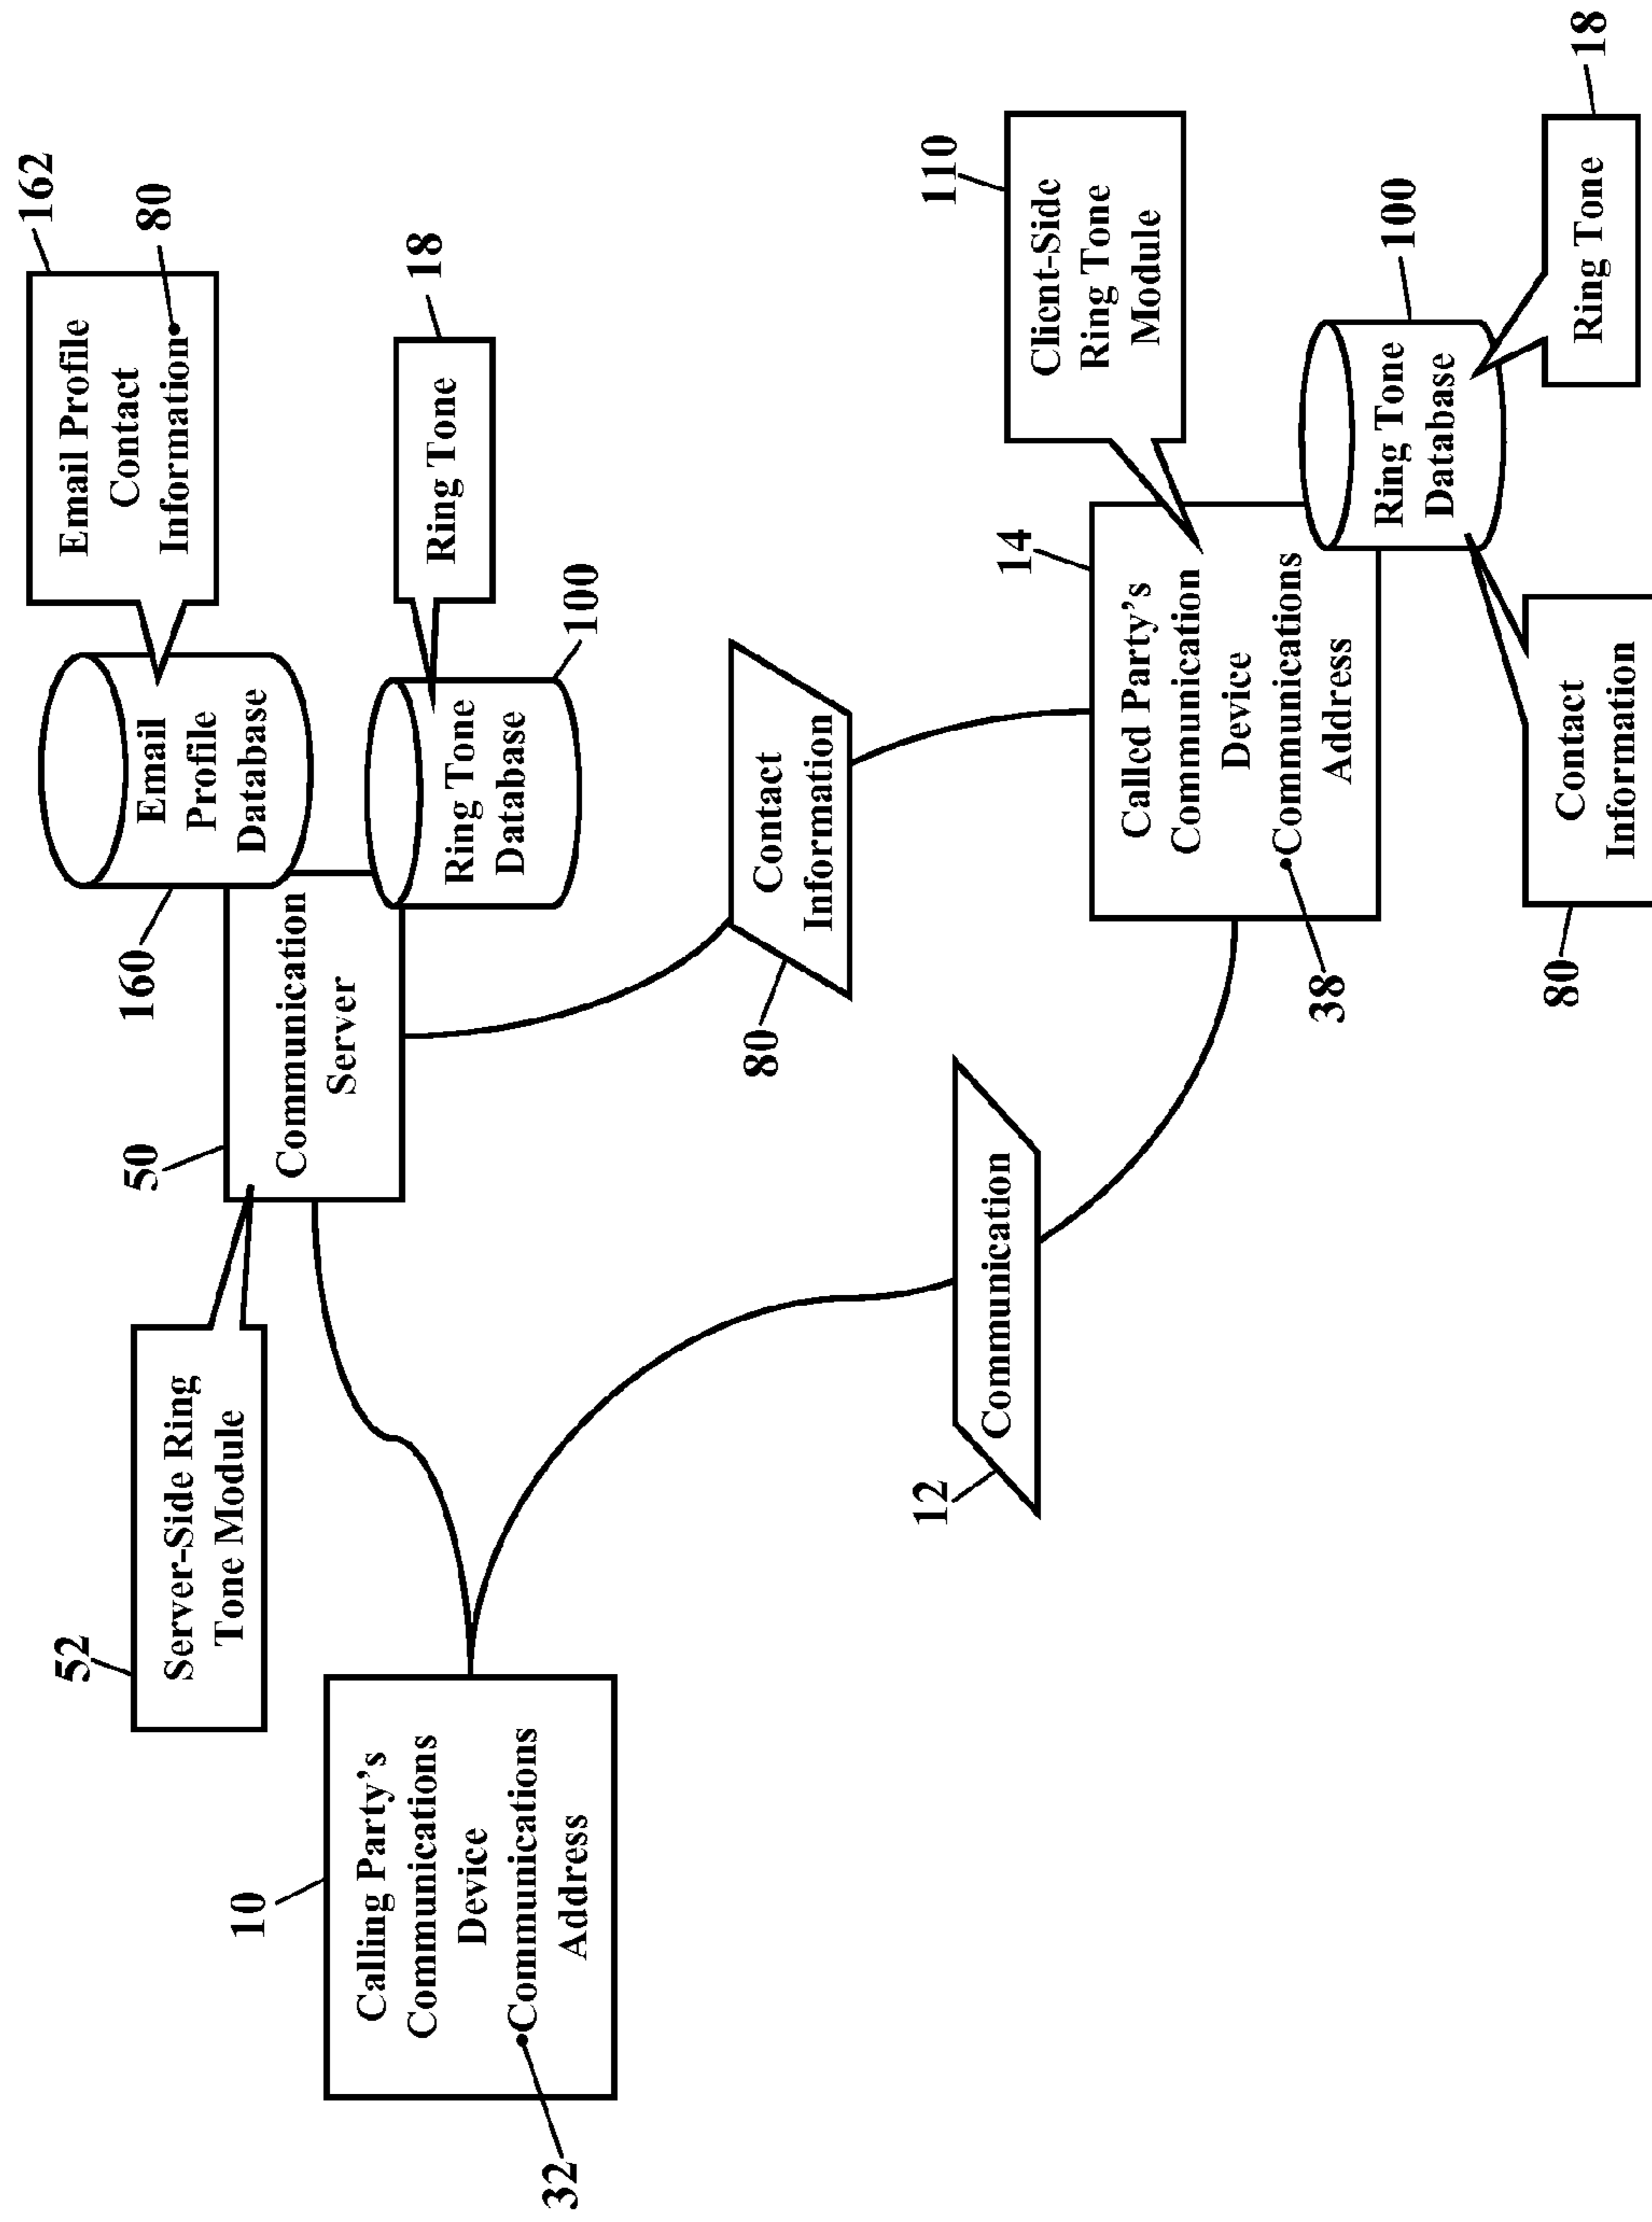 162
Email Profile
Contact
Information
80
160
Email
Profile
Database
18
Ring Tone
Ring Tone
Database
100
50
Communication
Server
52
Server-Side Ring
Tone Module
10
Calling Party's
Communications
Device
•Communications
Address
32
80
Contact
Information
12
Communication
110
Client-Side
Ring Tone
Module
14
Called Party's
Communication
Device
•Communications
Address
38
100
Ring Tone
Database
18
Ring Tone
80
Contact
Information